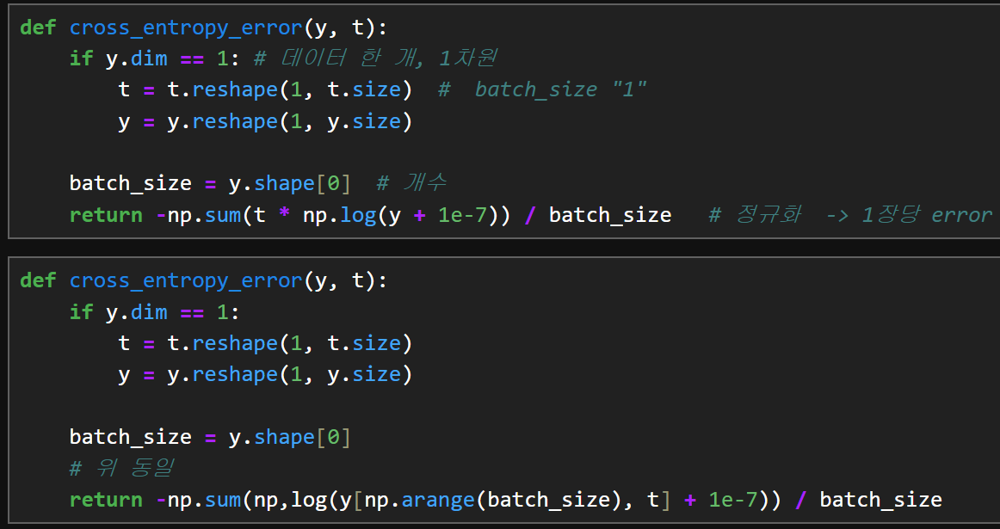 def cross_entropy_error(y, t):
    if y.dim == 1: # 데이터 한 개, 1차원
        t = t.reshape(1, t.size)  #  batch_size "1"
        y = y.reshape(1, y.size)

    batch_size = y.shape[0]  # 개수
    return -np.sum(t * np.log(y + 1e-7)) / batch_size   # 정규화  -> 1장당 error

def cross_entropy_error(y, t):
    if y.dim == 1:
        t = t.reshape(1, t.size)
        y = y.reshape(1, y.size)

    batch_size = y.shape[0]
    # 위 동일
    return -np.sum(np,log(y[np.arange(batch_size), t] + 1e-7)) / batch_size